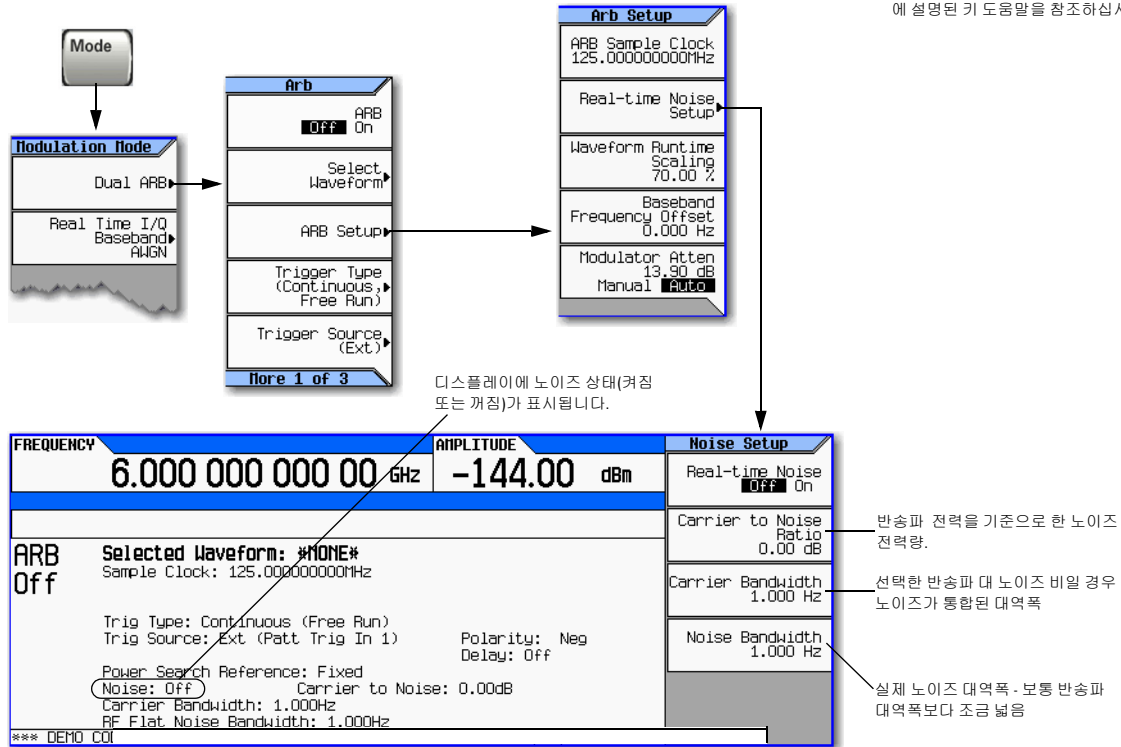 에 설명된 키 도움말을 참조하십시
Mode
Modulation Mode
Dual ARB
Real Time I/Q
Baseband
AWGN
Arb
ARB
Off On
Select
Waveform
ARB Setup
Trigger Type
(Continuous,
Free Run)
Trigger Source
(Ext)
More 1 of 3
Arb Setup
ARB Sample Clock
125.000000000MHz
Real-time Noise
Setup
Waveform Runtime
Scaling
70.00 %
Baseband
Frequency Offset
0.000 Hz
Modulator Atten
13.90 dB
Manual Auto
디스플레이에 노이즈 상태(켜짐
또는 꺼짐)가 표시됩니다.
FREQUENCY
6.000 000 000 00 GHz
AMPLITUDE
-144.00 dBm
ARB
Off
Selected Waveform: *NONE*
Sample Clock: 125.000000000MHz
Trig Type: Continuous (Free Run)
Trig Source: Ext (Patt Trig In 1) Polarity: Neg
Delay: Off
Power Search Reference: Fixed
Noise: Off Carrier to Noise: 0.00dB
Carrier Bandwidth: 1.000Hz
RF Flat Noise Bandwidth: 1.000Hz
*** DEMO
Noise Setup
Real-time Noise
Off On
Carrier to Noise
Ratio
0.00 dB
Carrier Bandwidth
1.000 Hz
Noise Bandwidth
1.000 Hz
반송파 전력을 기준으로 한 노이즈
전력량.
선택한 반송파 대 노이즈 비일 경우
노이즈가 통합된 대역폭
실제 노이즈 대역폭 - 보통 반송파
대역폭보다 조금 넓음